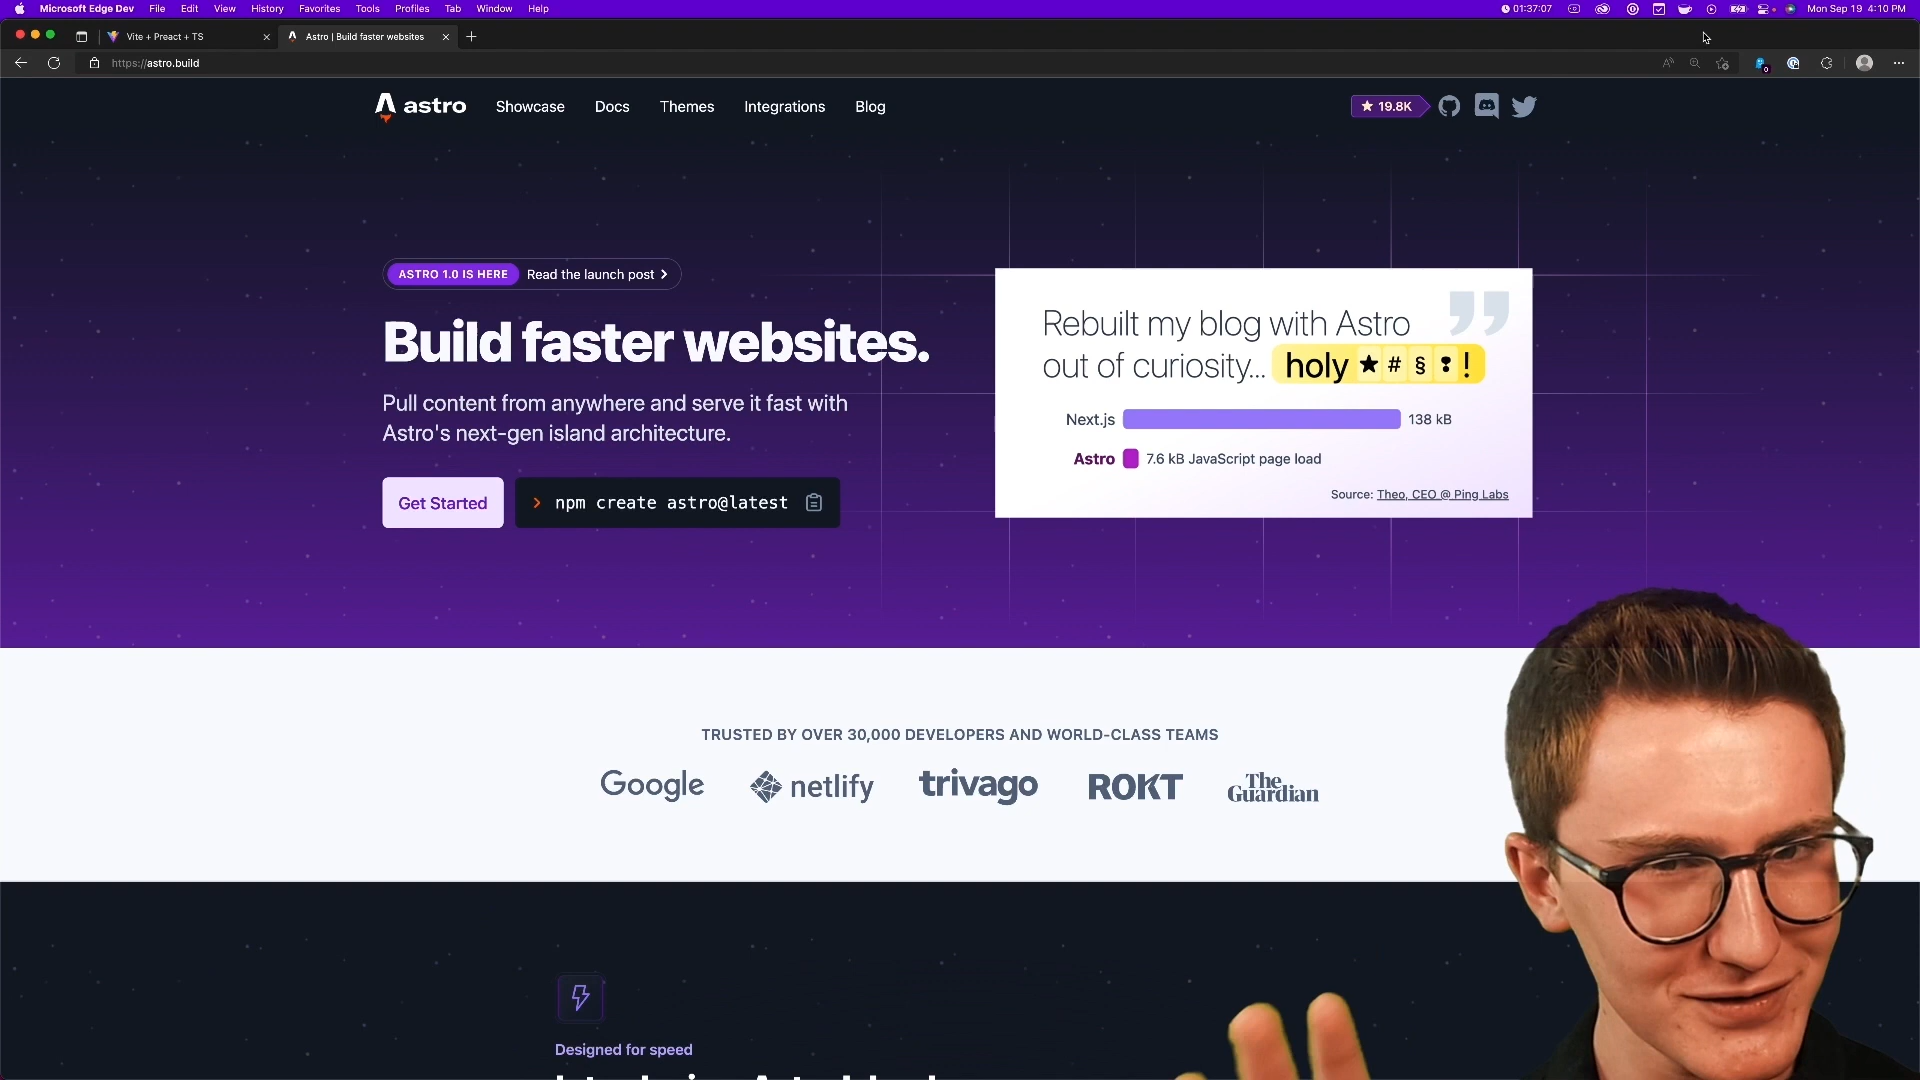 Microsoft Edge Dev File Edit View History Favorites Tools Profiles Tab Window Help 01:37:07 Mon Sep 19 4:10 PM
Vite + Preact + TS Astro | Build faster websites
https://astro.build
astro Showcase Docs Themes Integrations Blog ★ 19.8K
ASTRO 1.0 IS HERE Read the launch post
Build faster websites.
Pull content from anywhere and serve it fast with
Astro's next-gen island architecture.
Get Started > npm create astro@latest
Rebuilt my blog with Astro ”
out of curiosity... holy ★#§❢!
Next.js 138 kB
Astro 7.6 kB JavaScript page load
Source: Theo, CEO @ Ping Labs
TRUSTED BY OVER 30,000 DEVELOPERS AND WORLD-CLASS TEAMS
Google netlify trivago ROKT The Guardian
Designed for speed